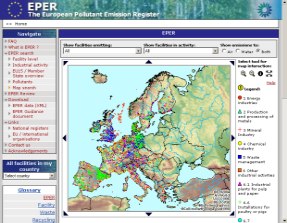 EPER
The European Pollutant Emission Register
>> Home
Navigate
EPER
FAQ
What is EPER ?
EPER search
Facility level
Industrial activity
EU15 / Member State overview
Pollutants
Map search
EPER Review
Download
EPER data (XML)
EPER Guidance document
Links
National registers
EU / international organisations
Contact us
Acknowledgements
All facilities in my country
Select country
Glossary
EPER
Facility
Waste
Recycling
Show facilities emitting:
Show facilities in activity:
Show emissions to:
Air
Water
Both
Select tool for map interaction:
Legend:
1 Energy industries
2 Production and processing of metals
3 Mineral industry
4 Chemical industry
5 Waste management
6 Other industrial activities
6.1 Industrial plants for pulp and paper
6.6 Installations for poultry or pigs